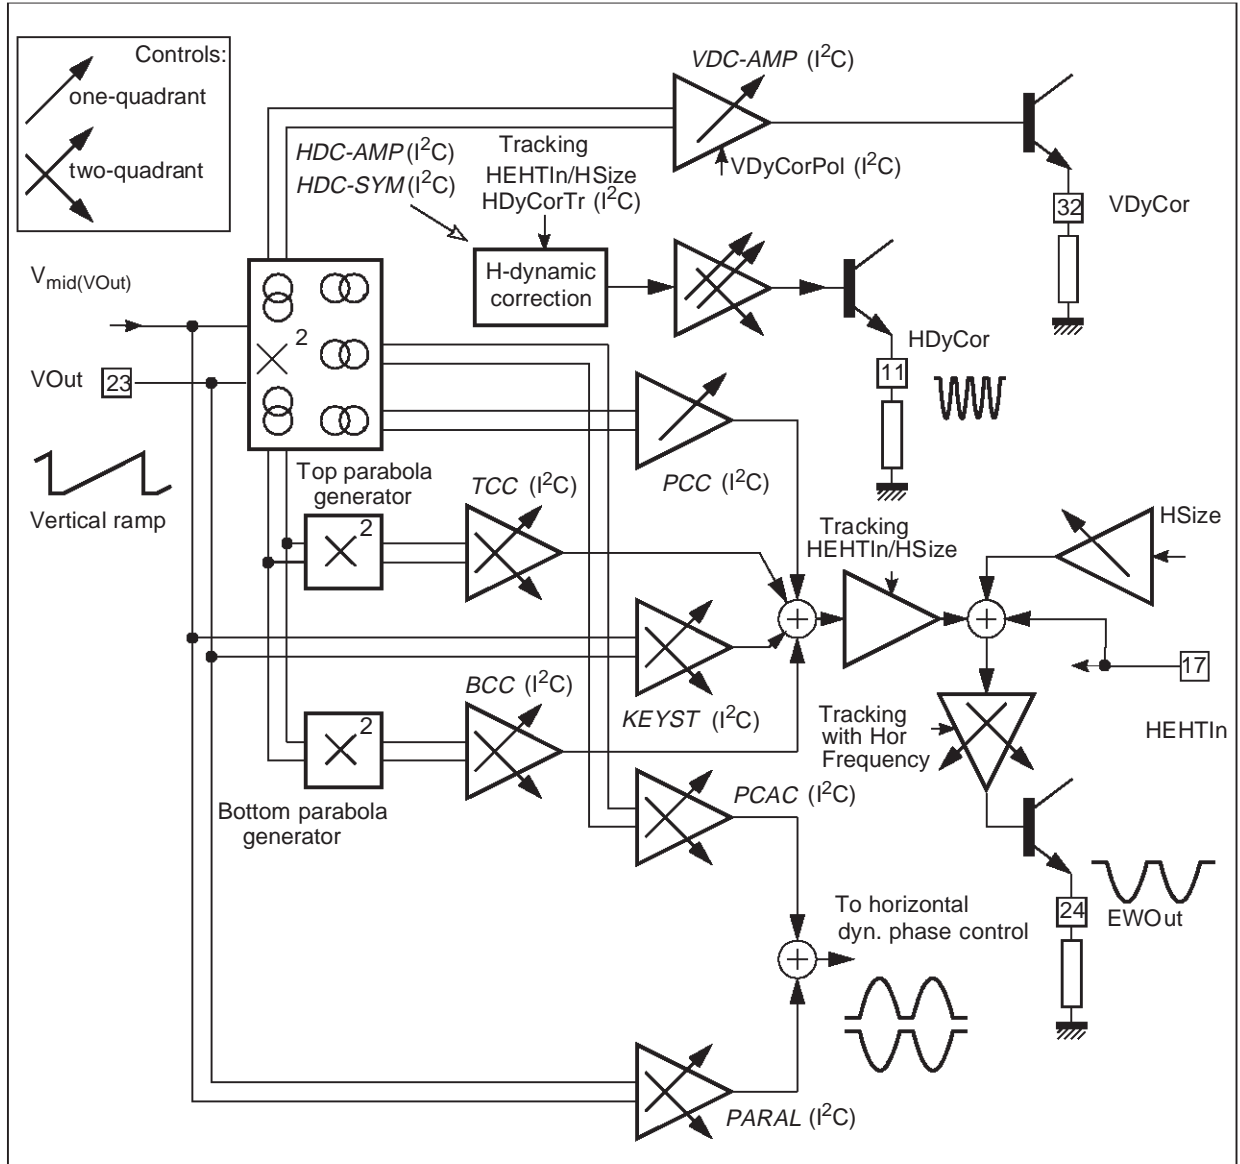 Controls:
one-quadrant
two-quadrant
VDC-AMP (I²C)
HDC-AMP (I²C)
HDC-SYM (I²C)
Tracking
HEHTIn/HSize
HDyCorTr (I²C)
VDyCorPol (I²C)
32
VDyCor
Vmid(VOut)
H-dynamic
correction
2
HDyCor
VOut
23
11
Top parabola
generator
TCC (I²C)
PCC (I²C)
Vertical ramp
2
Tracking
HEHTIn/HSize
HSize
BCC (I²C)
17
2
KEYST (I²C)
Tracking
with Hor
Frequency
HEHTIn
Bottom parabola
generator
PCAC (I²C)
To horizontal
dyn. phase control
24
EWOut
PARAL (I²C)